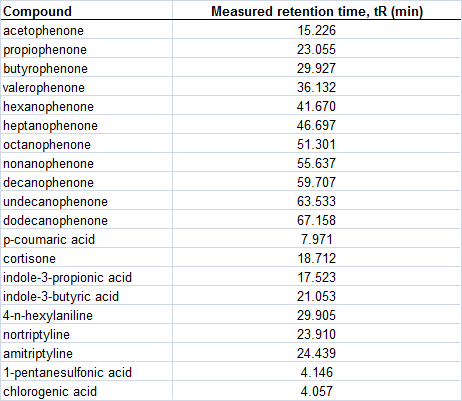 Compound Measured retention time, tR (min)
acetophenone 15.226
propiophenone 23.055
butyrophenone 29.927
valerophenone 36.132
hexanophenone 41.670
heptanophenone 46.697
octanophenone 51.301
nonanophenone 55.637
decanophenone 59.707
undecanophenone 63.533
dodecanophenone 67.158
p-coumaric acid 7.971
cortisone 18.712
indole-3-propionic acid 17.523
indole-3-butyric acid 21.053
4-n-hexylaniline 29.905
nortriptyline 23.910
amitriptyline 24.439
1-pentanesulfonic acid 4.146
chlorogenic acid 4.057